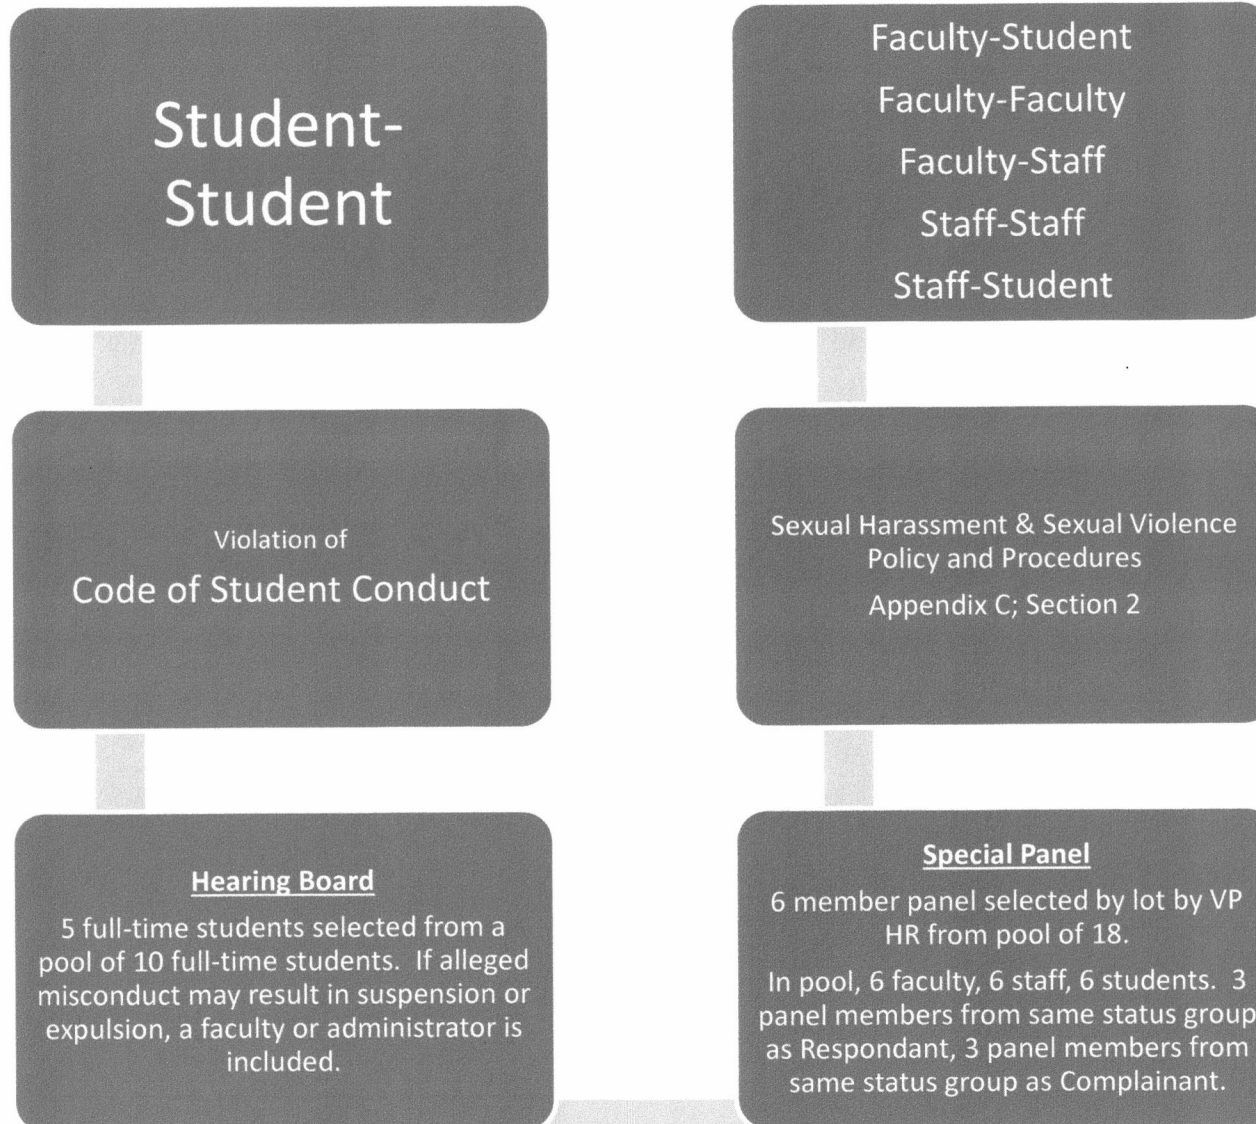 Student-
Student
Violation of
Code of Student Conduct
Hearing Board
5 full-time students selected from a
pool of 10 full-time students. If alleged
misconduct may result in suspension or
expulsion, a faculty or administrator is
included.
Faculty-Student
Faculty-Faculty
Faculty-Staff
Staff-Staff
Staff-Student
Sexual Harassment & Sexual Violence
Policy and Procedures
Appendix C; Section 2
Special Panel
6 member panel selected by lot by VP
HR from pool of 18.
In pool, 6 faculty, 6 staff, 6 students. 3
panel members from same status group
as Respondant, 3 panel members from
same status group as Complainant.